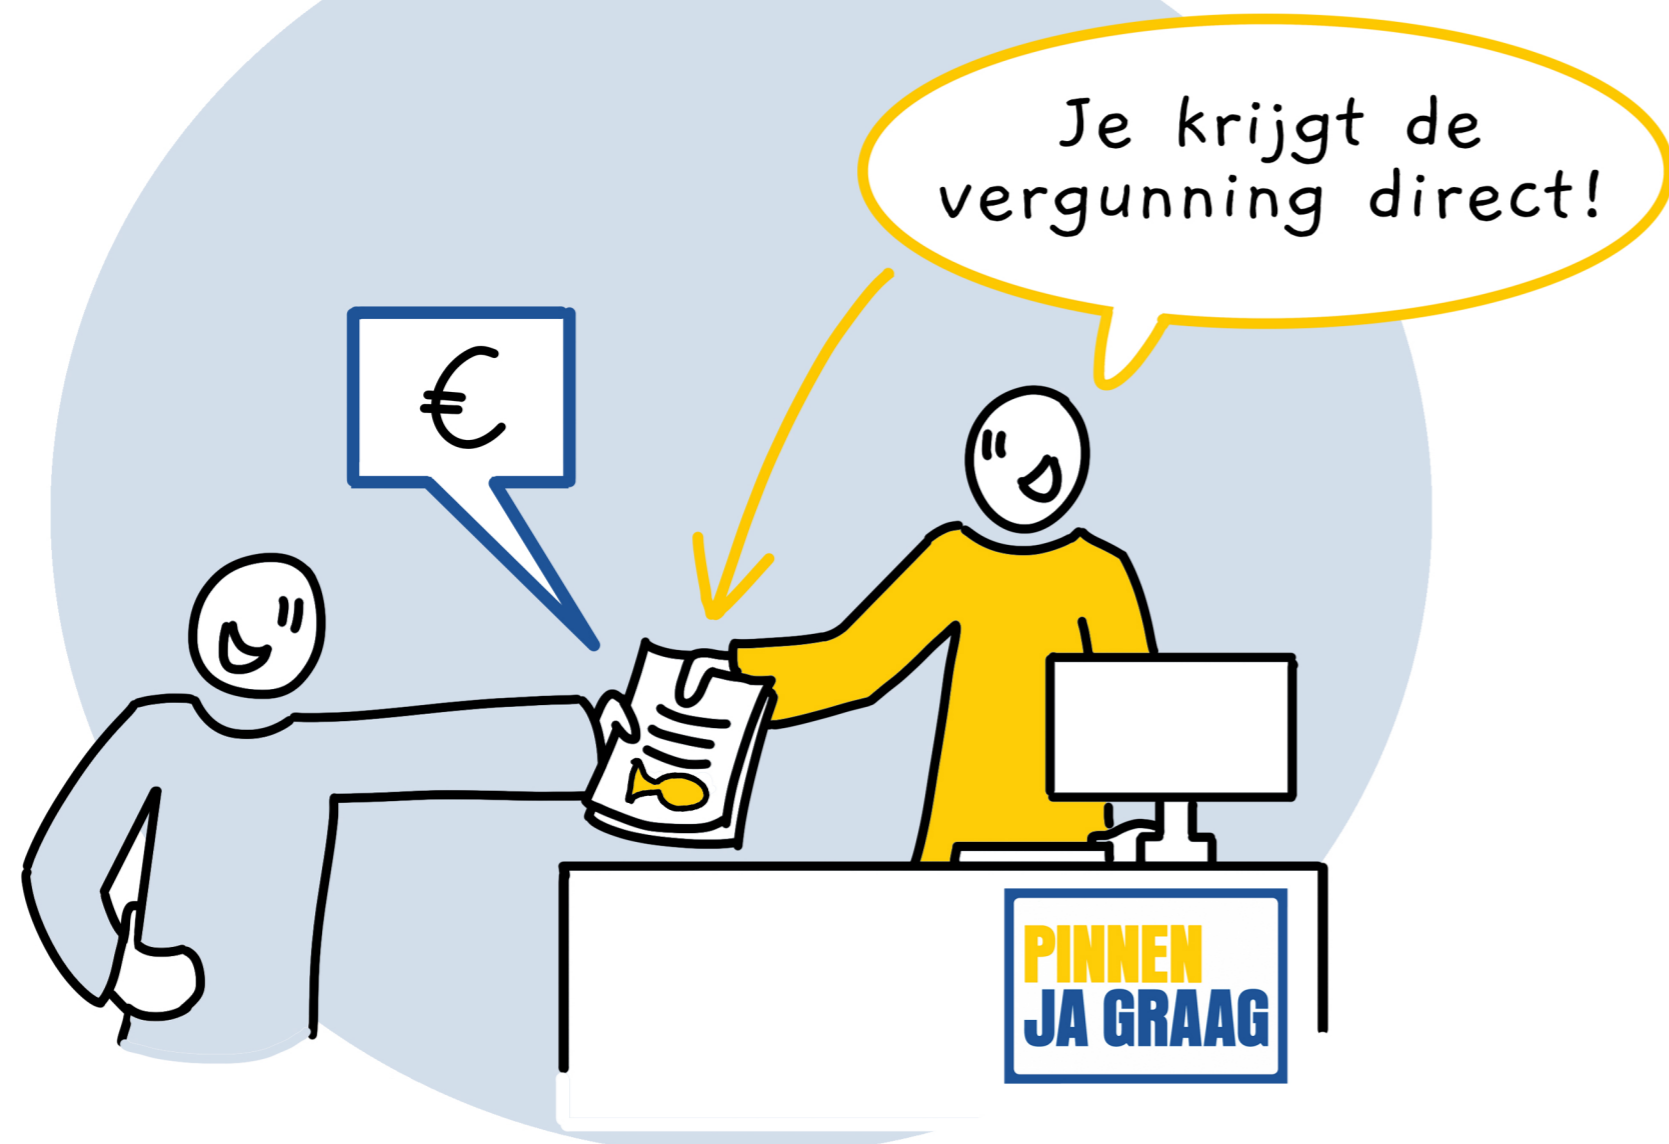 Je krijgt de
vergunning direct!
€
PINNEN
JA GRAAG